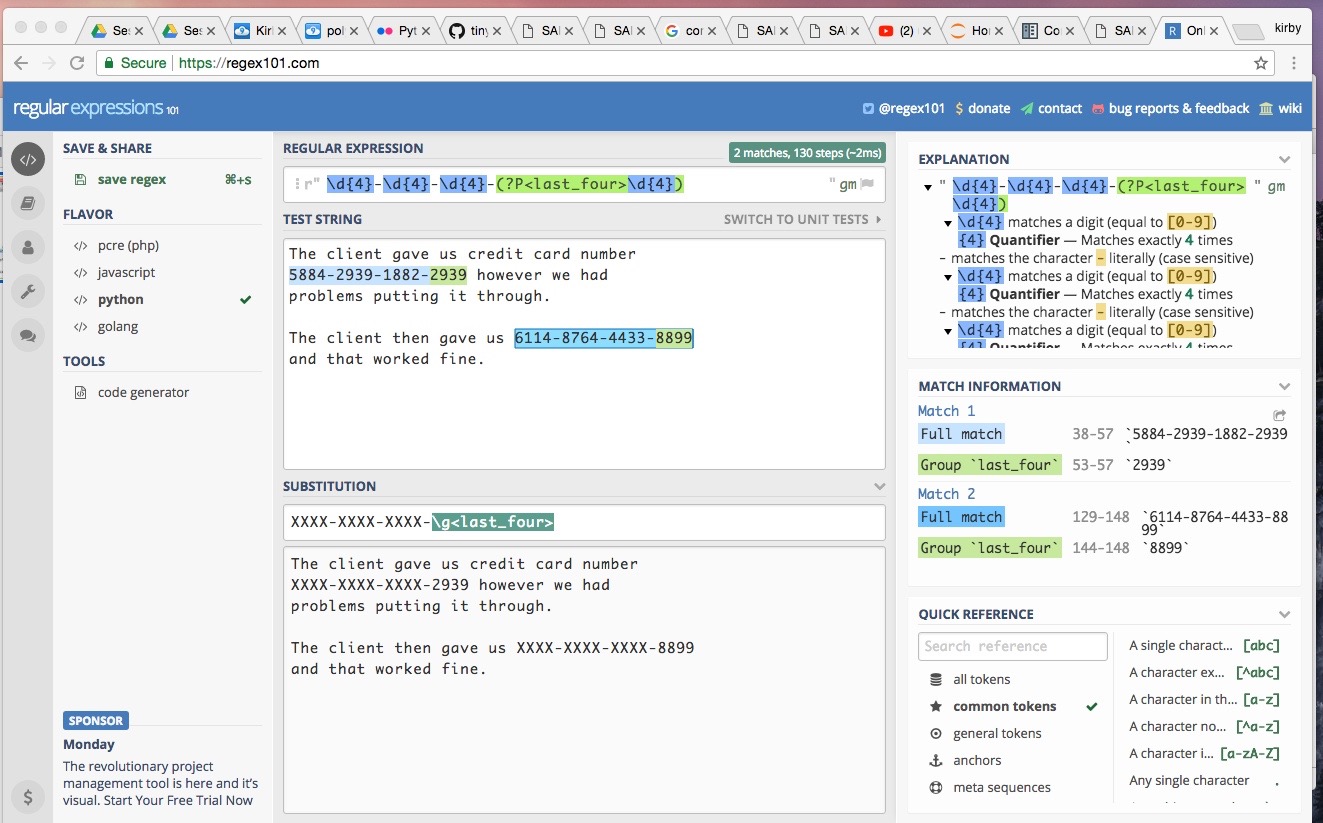 Ses
Ses
Kirl
pol
Pyt
tiny
SAI
SAI
cor
SAI
SA
(2)
Ho
Co
SAI
Onl
kirby
Secure
https://regex101.com
regular expressions 101
@regex101
$ donate
contact
bug reports & feedback
wiki
SAVE & SHARE
save regex ⌘+S
FLAVOR
</> pcre (php)
</> javascript
</> python
</> golang
TOOLS
code generator
SPONSOR
Monday
The revolutionary project
management tool is here and it's
visual. Start Your Free Trial Now
$
REGULAR EXPRESSION
2 matches, 130 steps (~2ms)
r" \d{4}-\d{4}-\d{4}-(?P<last_four>\d{4}) " gm
TEST STRING
SWITCH TO UNIT TESTS
The client gave us credit card number
5884-2939-1882-2939 however we had
problems putting it through.
The client then gave us 6114-8764-4433-8899
and that worked fine.
SUBSTITUTION
XXXX-XXXX-XXXX-\g<last_four>
The client gave us credit card number
XXXX-XXXX-XXXX-2939 however we had
problems putting it through.
The client then gave us XXXX-XXXX-XXXX-8899
and that worked fine.
EXPLANATION
" \d{4}-\d{4}-\d{4}-(?P<last_four> " gm
\d{4})
\d{4} matches a digit (equal to [0-9])
{4} Quantifier — Matches exactly 4 times
- matches the character - literally (case sensitive)
\d{4} matches a digit (equal to [0-9])
{4} Quantifier — Matches exactly 4 times
- matches the character - literally (case sensitive)
\d{4} matches a digit (equal to [0-9])
{4} Quantifier — Matches exactly 4 times
MATCH INFORMATION
Match 1
Full match 38-57 `5884-2939-1882-2939
`
Group `last_four` 53-57 `2939`
Match 2
Full match 129-148 `6114-8764-4433-88
99`
Group `last_four` 144-148 `8899`
QUICK REFERENCE
Search reference
all tokens
common tokens
general tokens
anchors
meta sequences
A single charact... [abc]
A character ex... [^abc]
A character in th... [a-z]
A character no... [^a-z]
A character i... [a-zA-Z]
Any single character .